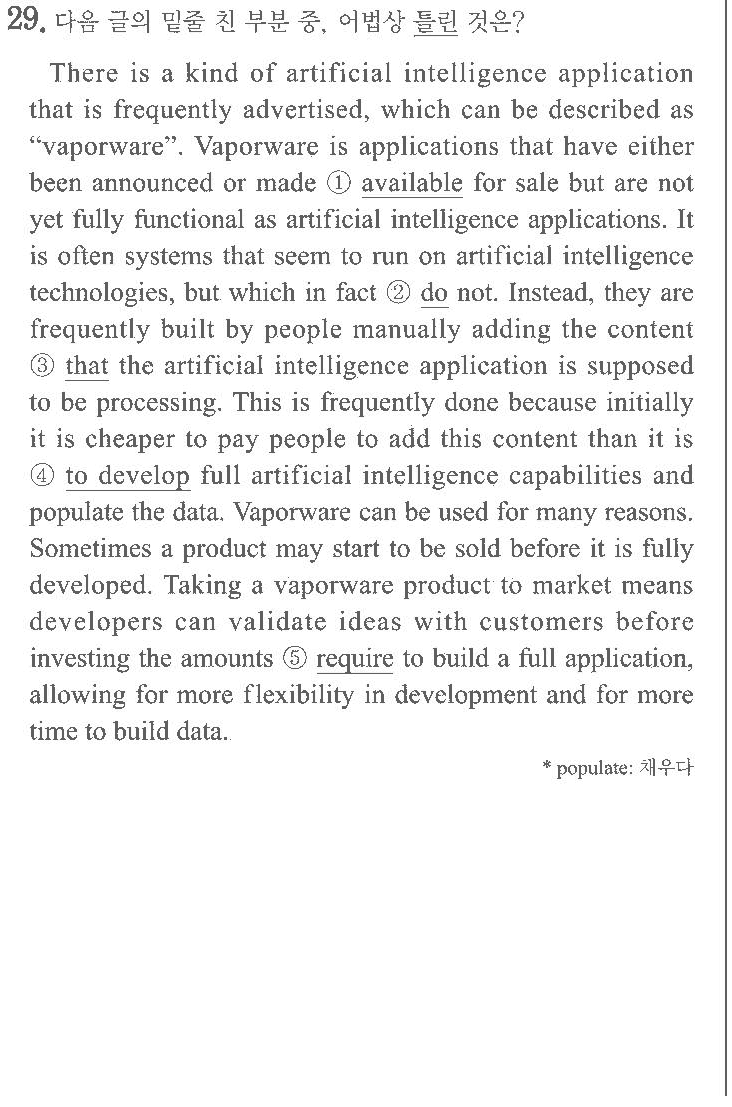 29. 다음 글의 밑줄 친 부분 중, 어법상 틀린 것은?
There is a kind of artificial intelligence application
that is frequently advertised, which can be described as
“vaporware”. Vaporware is applications that have either
been announced or made ① available for sale but are not
yet fully functional as artificial intelligence applications. It
is often systems that seem to run on artificial intelligence
technologies, but which in fact ② do not. Instead, they are
frequently built by people manually adding the content
③ that the artificial intelligence application is supposed
to be processing. This is frequently done because initially
it is cheaper to pay people to add this content than it is
④ to develop full artificial intelligence capabilities and
populate the data. Vaporware can be used for many reasons.
Sometimes a product may start to be sold before it is fully
developed. Taking a vaporware product to market means
developers can validate ideas with customers before
investing the amounts ⑤ require to build a full application,
allowing for more flexibility in development and for more
time to build data.
* populate: 채우다